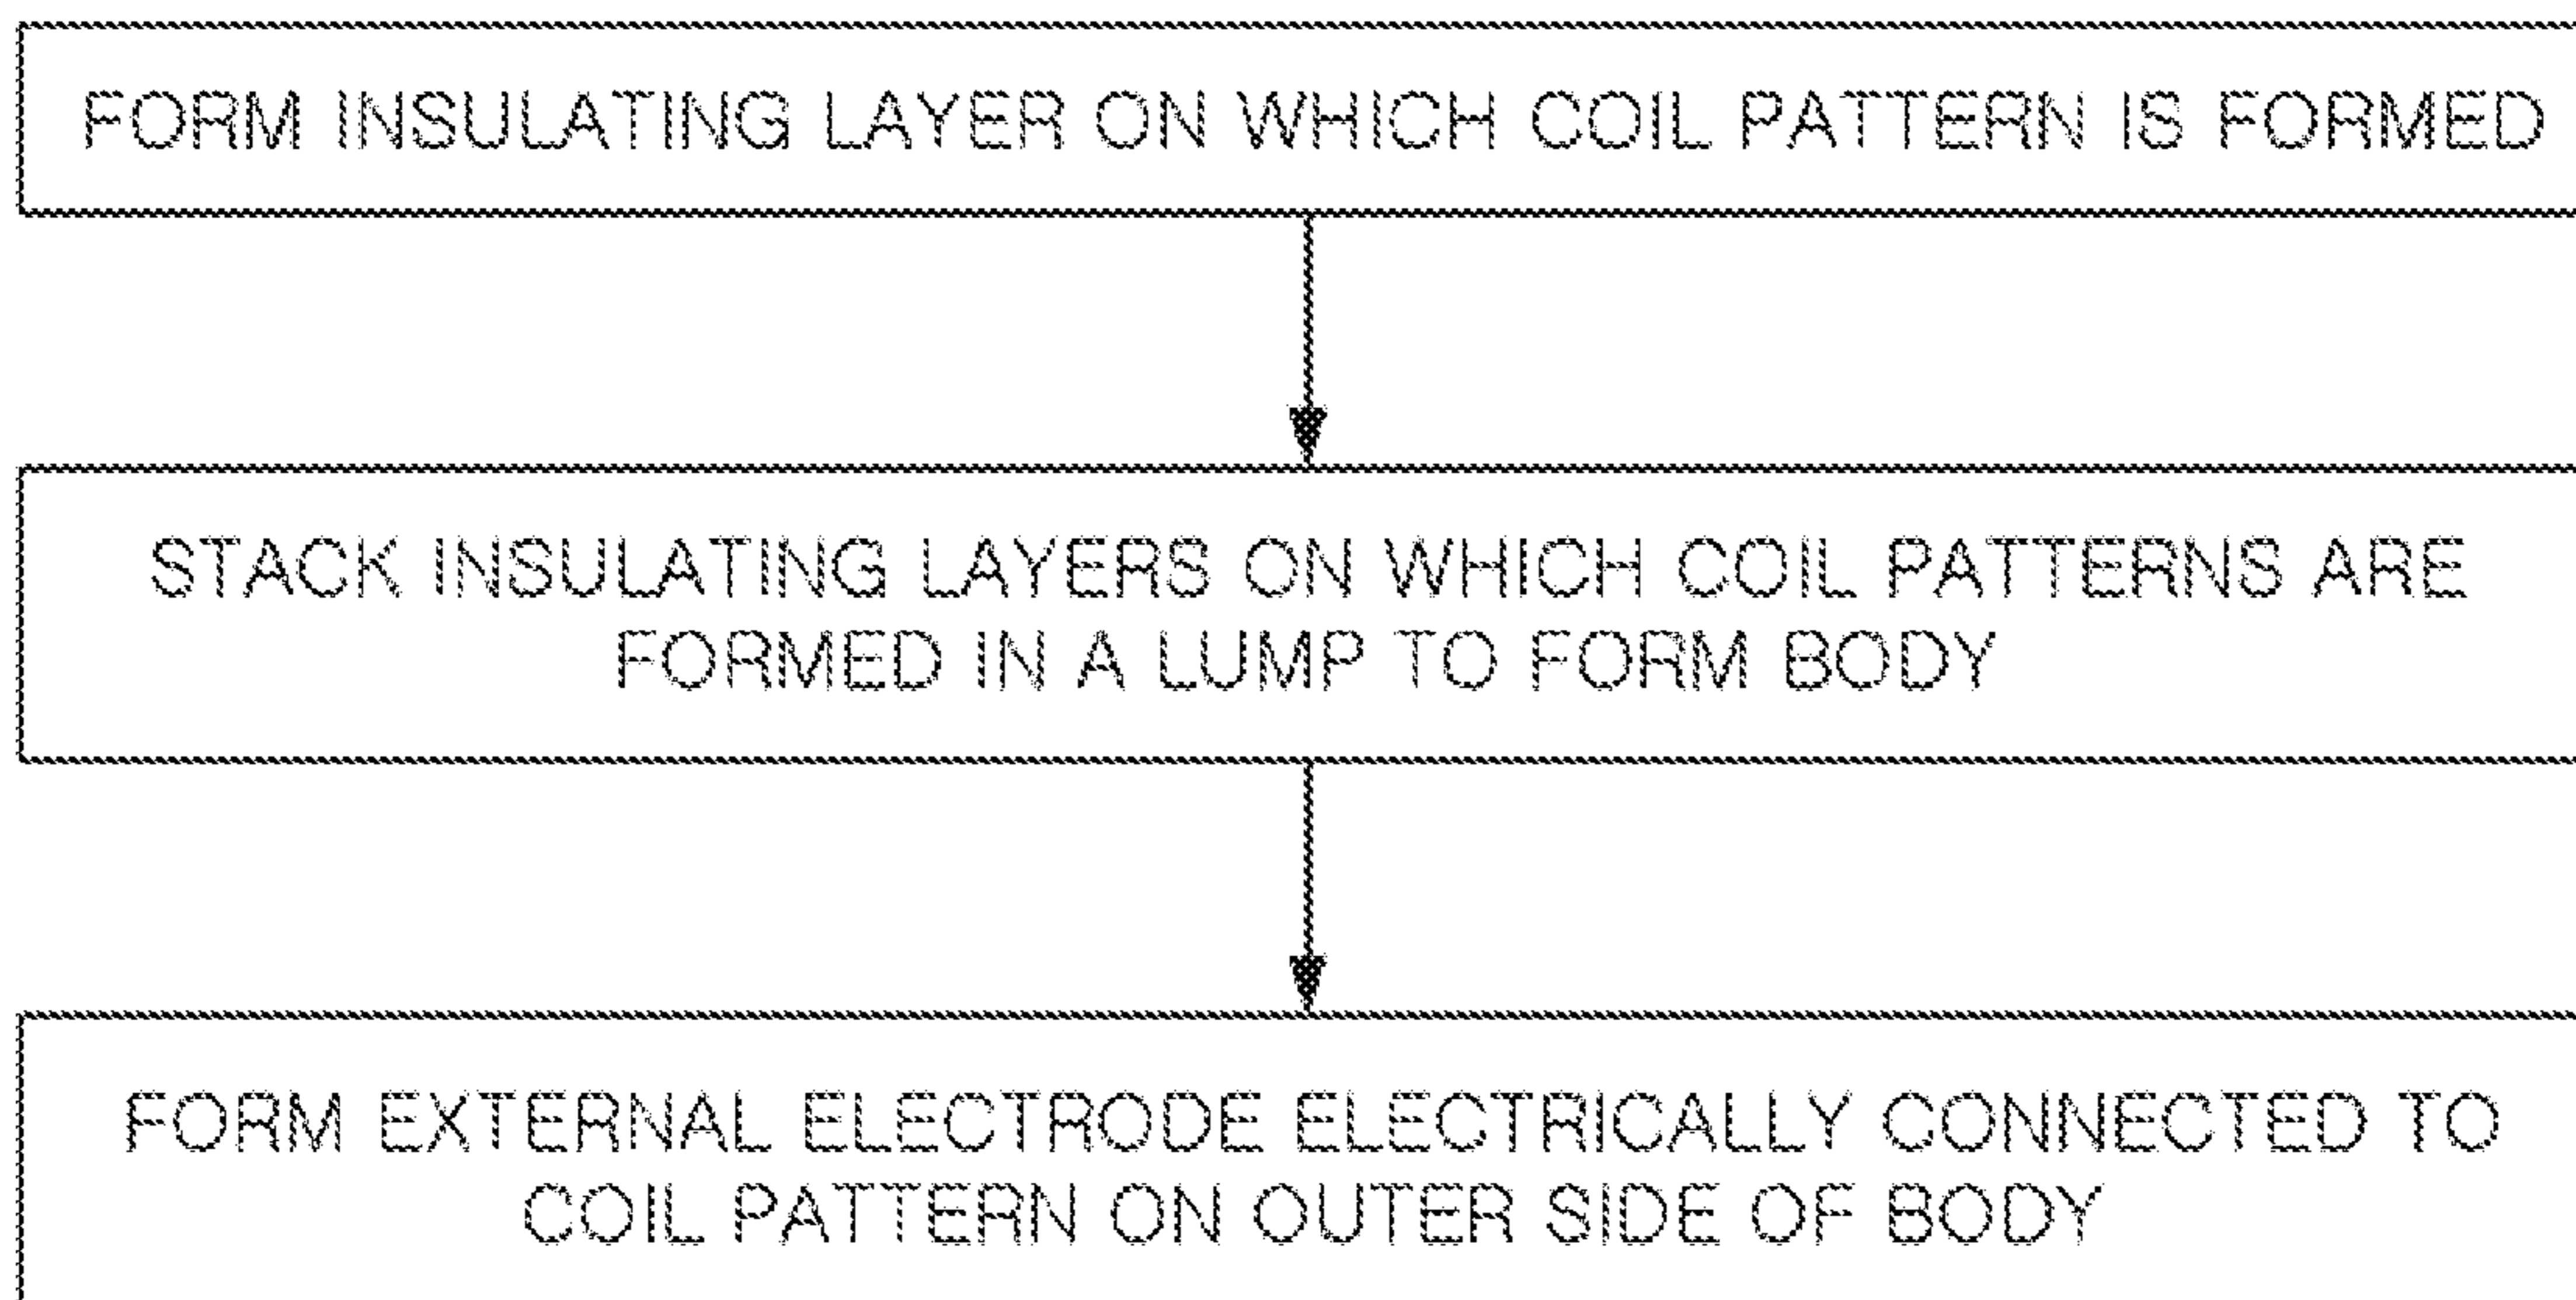 FORM INSULATING LAYER ON WHICH COIL PATTERN IS FORMED
STACK INSULATING LAYERS ON WHICH COIL PATTERNS ARE
FORMED IN A LUMP TO FORM BODY
FORM EXTERNAL ELECTRODE ELECTRICALLY CONNECTED TO
COIL PATTERN ON OUTER SIDE OF BODY